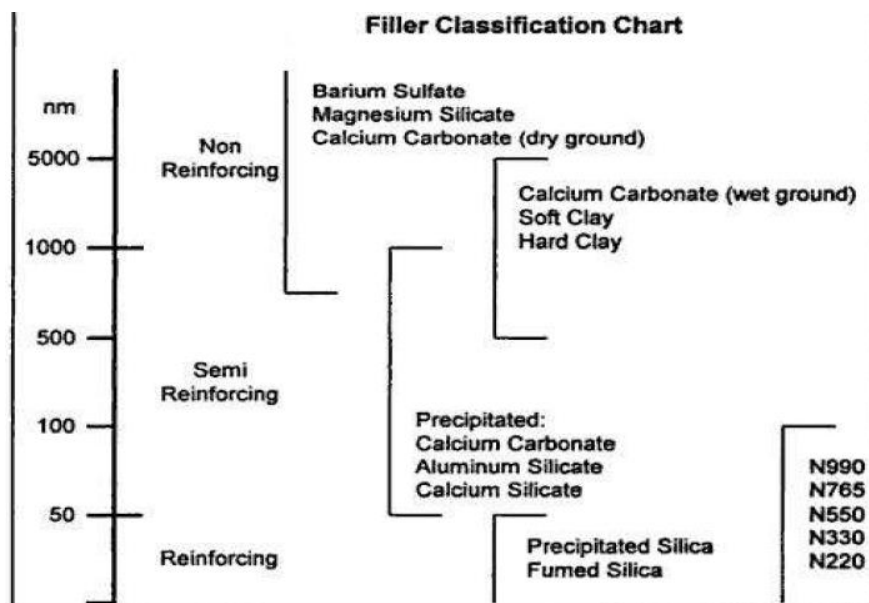 Filler Classification Chart
nm
5000
1000
500
100
50
Non
Reinforcing
Semi
Reinforcing
Reinforcing
Barium Sulfate
Magnesium Silicate
Calcium Carbonate (dry ground)
Calcium Carbonate (wet ground)
Soft Clay
Hard Clay
Precipitated:
Calcium Carbonate
Aluminum Silicate
Calcium Silicate
Precipitated Silica
Fumed Silica
N990
N765
N550
N330
N220